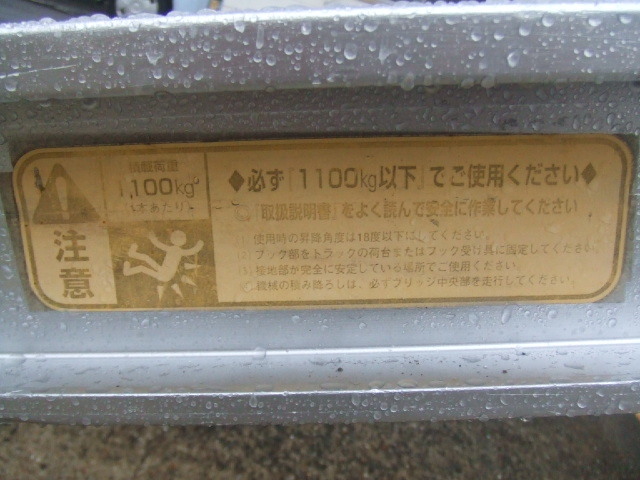 注意
積載荷重
1100kg
1本あたり
◆必ず『1100kg以下』でご使用ください◆
『取扱説明書』をよく読んで安全に作業してください
使用時の昇降角度は18度以下にしてください。
(2)フック部をトラックの荷台またはフック受け具に固定してください。
接地部が完全に安定している場所でご使用ください。
機械の積み降ろしは、必ずブリッジ中央部を走行してください。